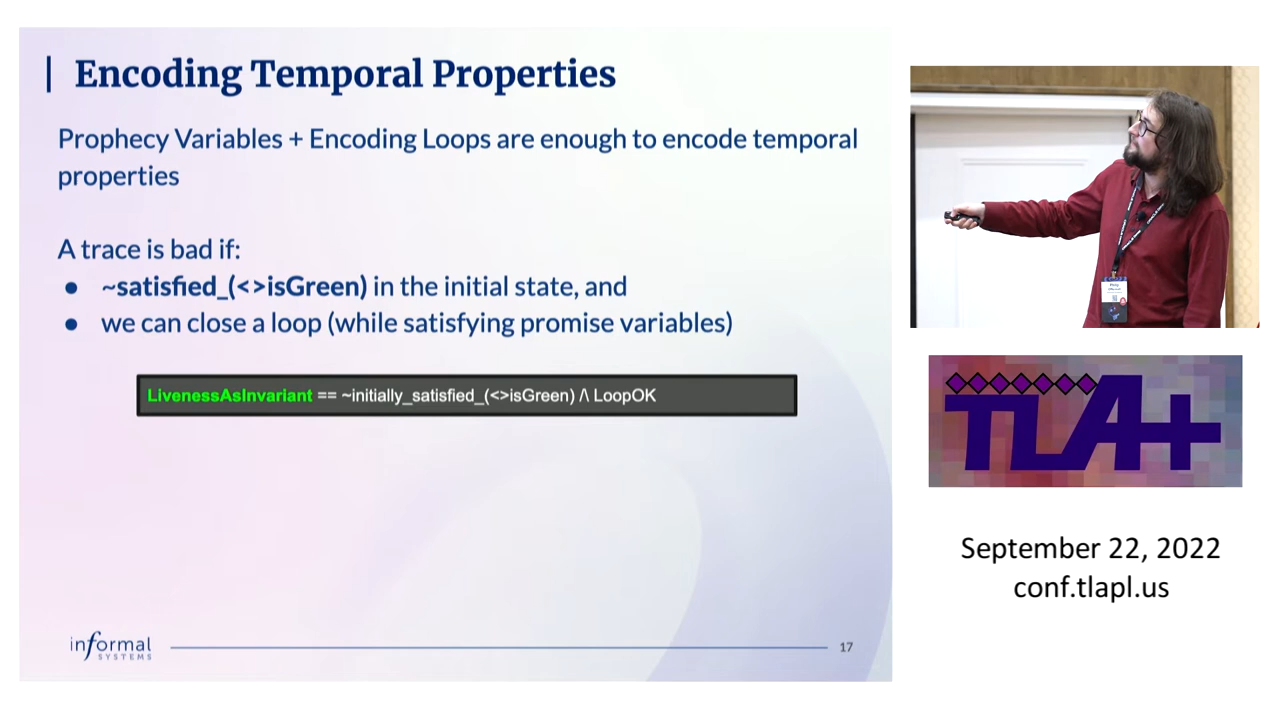 Encoding Temporal Properties
Prophecy Variables + Encoding Loops are enough to encode temporal
properties
A trace is bad if:
● ~satisfied_(<>isGreen) in the initial state, and
● we can close a loop (while satisfying promise variables)
LivenessAsInvariant == ~initially_satisfied_(<>isGreen) /\ LoopOK
informal
SYSTEMS
17
TLA+
September 22, 2022
conf.tlapl.us